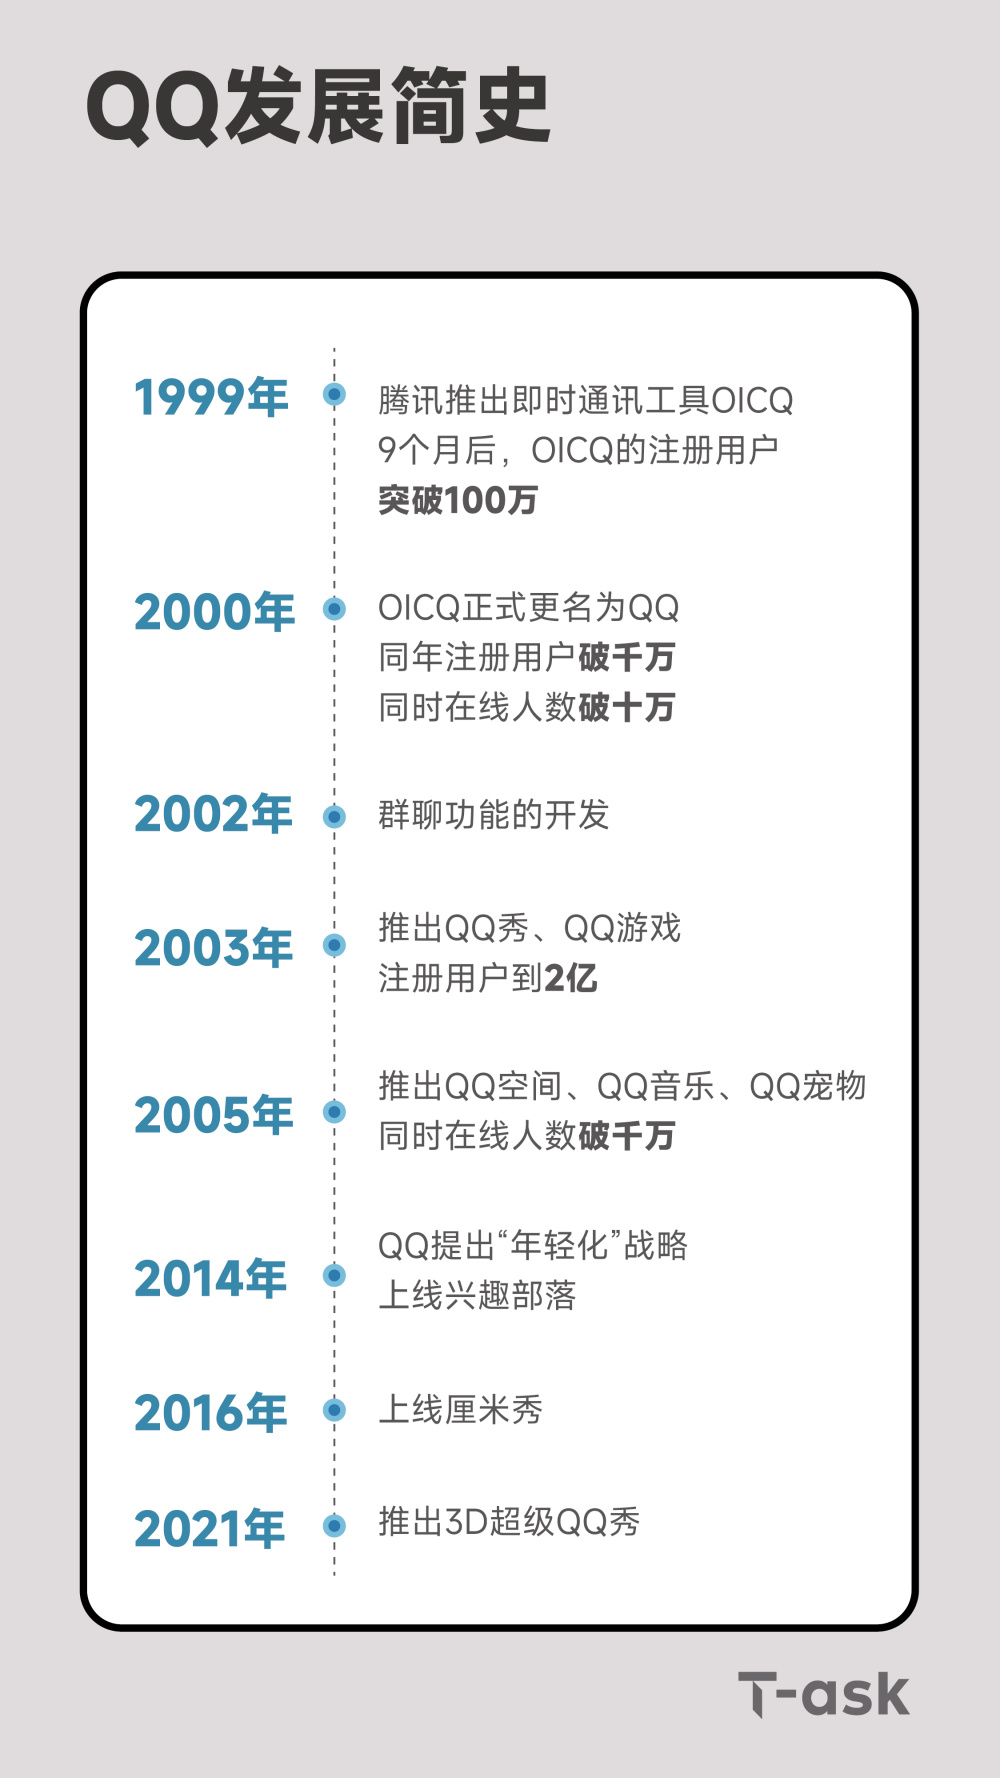 QQ发展简史
1999年
腾讯推出即时通讯工具OICQ
9个月后，OICQ的注册用户
突破100万
2000年
OICQ正式更名为QQ
同年注册用户破千万
同时在线人数破十万
2002年
群聊功能的开发
2003年
推出QQ秀、QQ游戏
注册用户到2亿
2005年
推出QQ空间、QQ音乐、QQ宠物
同时在线人数破千万
2014年
QQ提出“年轻化”战略
上线兴趣部落
2016年
上线厘米秀
2021年
推出3D超级QQ秀
T-ask